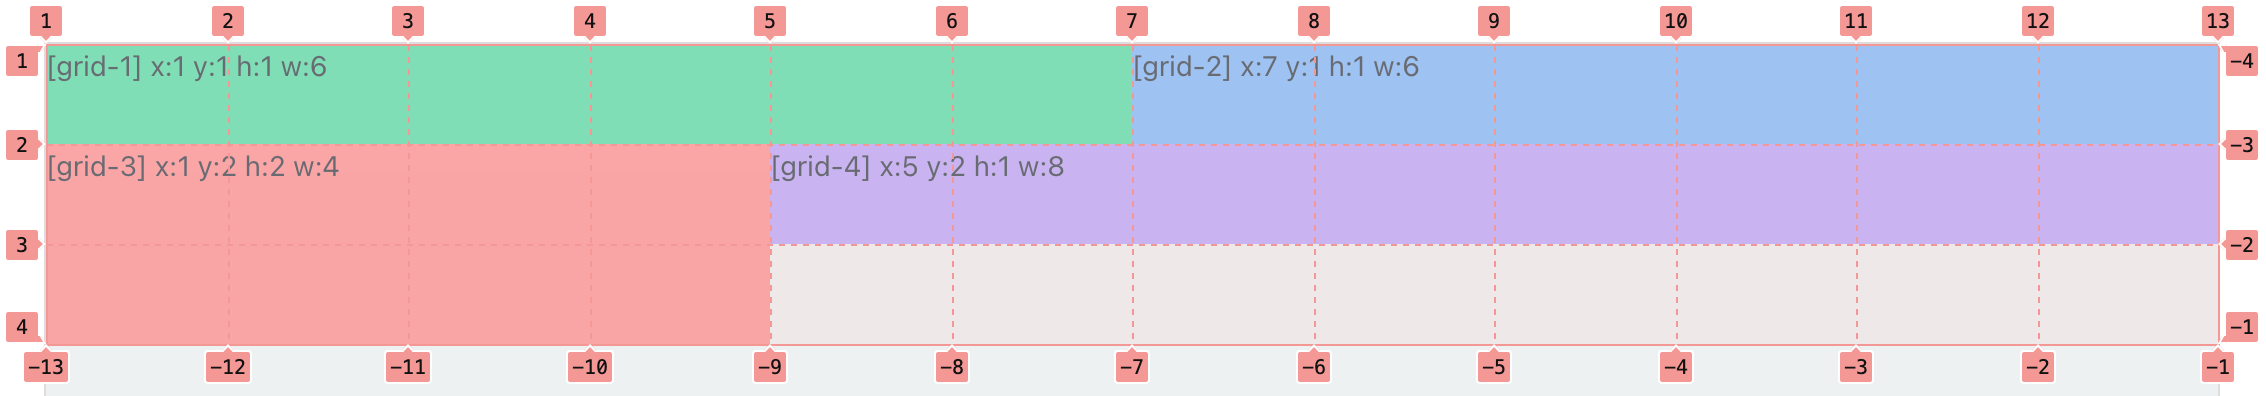 1 2 3 4 5 6 7 8 9 10 11 12 13
1 [grid-1] x:1 y:1 h:1 w:6 [grid-2] x:7 y:1 h:1 w:6 -4
2 -3
[grid-3] x:1 y:2 h:2 w:4 [grid-4] x:5 y:2 h:1 w:8
3 -2
4 -1
-13 -12 -11 -10 -9 -8 -7 -6 -5 -4 -3 -2 -1